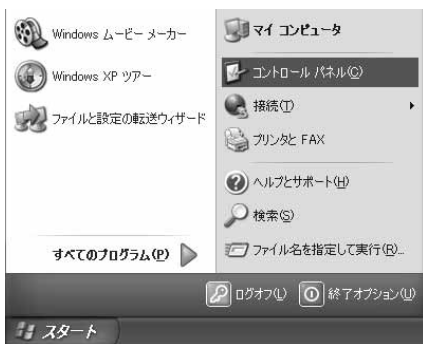 Windows ムービー メーカー
Windows XP ツアー
ファイルと設定の転送ウィザード
すべてのプログラム(P)
マイ コンピュータ
コントロール パネル(C)
接続(T)
プリンタと FAX
ヘルプとサポート(H)
検索(S)
ファイル名を指定して実行(R)...
ログオフ(L)
終了オプション(U)
スタート